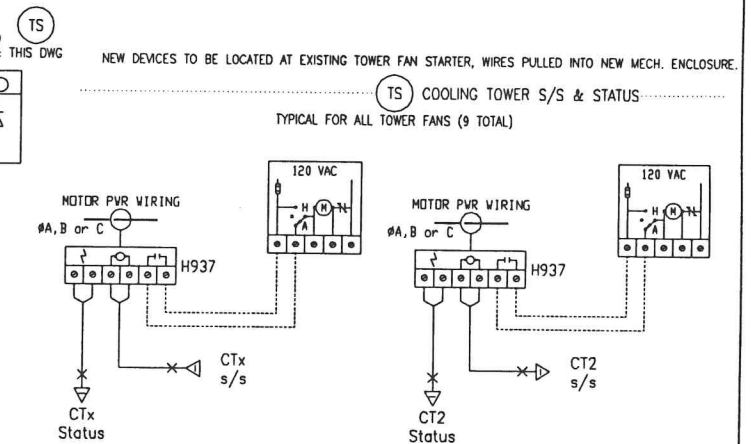 TS
THIS DWG
NEW DEVICES TO BE LOCATED AT EXISTING TOWER FAN STARTER, WIRES PULLED INTO NEW MECH. ENCLOSURE.
TS COOLING TOWER S/S & STATUS
TYPICAL FOR ALL TOWER FANS (9 TOTAL)
120 VAC
H
M
A
MOTOR PWR WIRING
ØA, B or C
H937
CTx
s/s
CTx
Status
120 VAC
H
M
A
MOTOR PWR WIRING
ØA, B or C
H937
CT2
s/s
CT2
Status